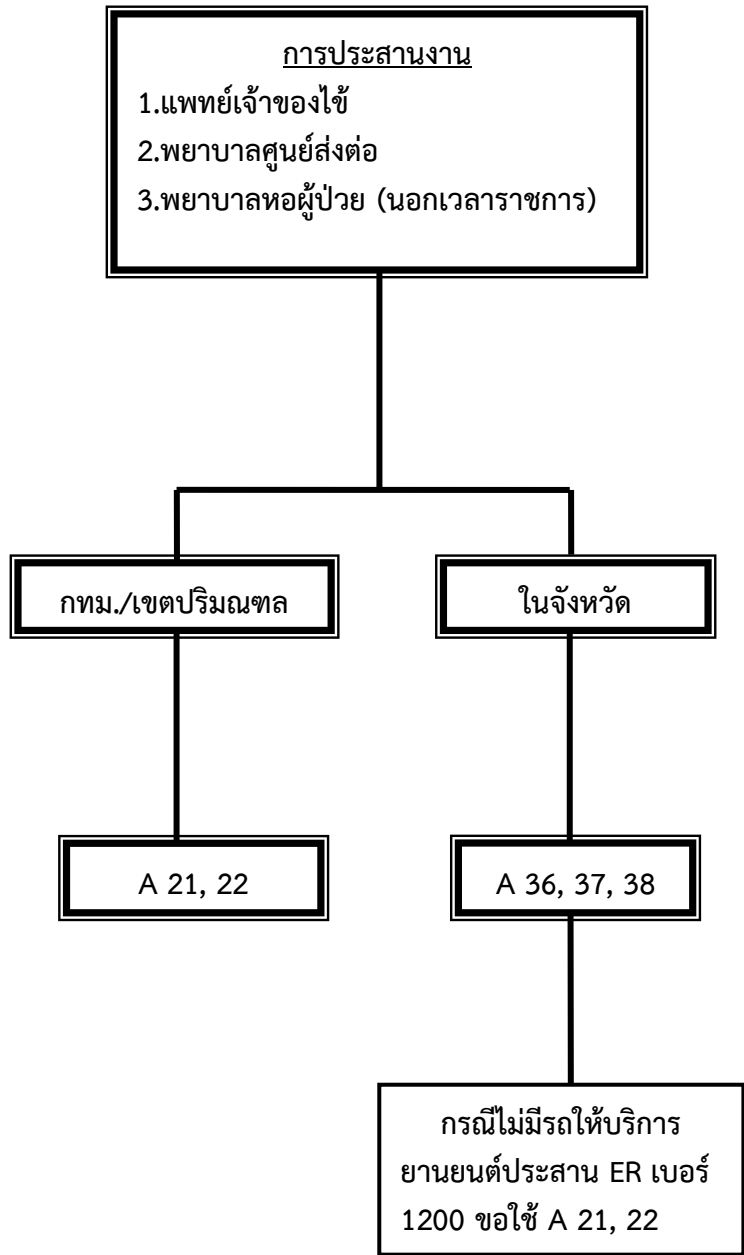 การประสานงาน
1.แพทย์เจ้าของไข้
2.พยาบาลศูนย์ส่งต่อ
3.พยาบาลหอผู้ป่วย (นอกเวลาราชการ)
กทม./เขตปริมณฑล
ในจังหวัด
A 21, 22
A 36, 37, 38
กรณีไม่มีรถให้บริการ
ยานยนต์ประสาน ER เบอร์
1200 ขอใช้ A 21, 22